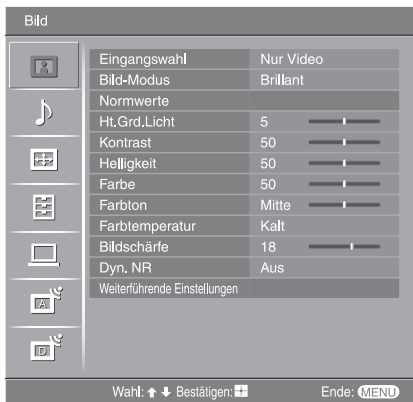 Bild
Eingangswahl Nur Video
Bild-Modus Brillant
Normwerte
Ht.Grd.Licht 5
Kontrast 50
Helligkeit 50
Farbe 50
Farbton Mitte
Farbtemperatur Kalt
Bildschärfe 18
Dyn. NR Aus
Weiterführende Einstellungen
A
D
Wahl: ↑ ↓ Bestätigen: Ende: MENU